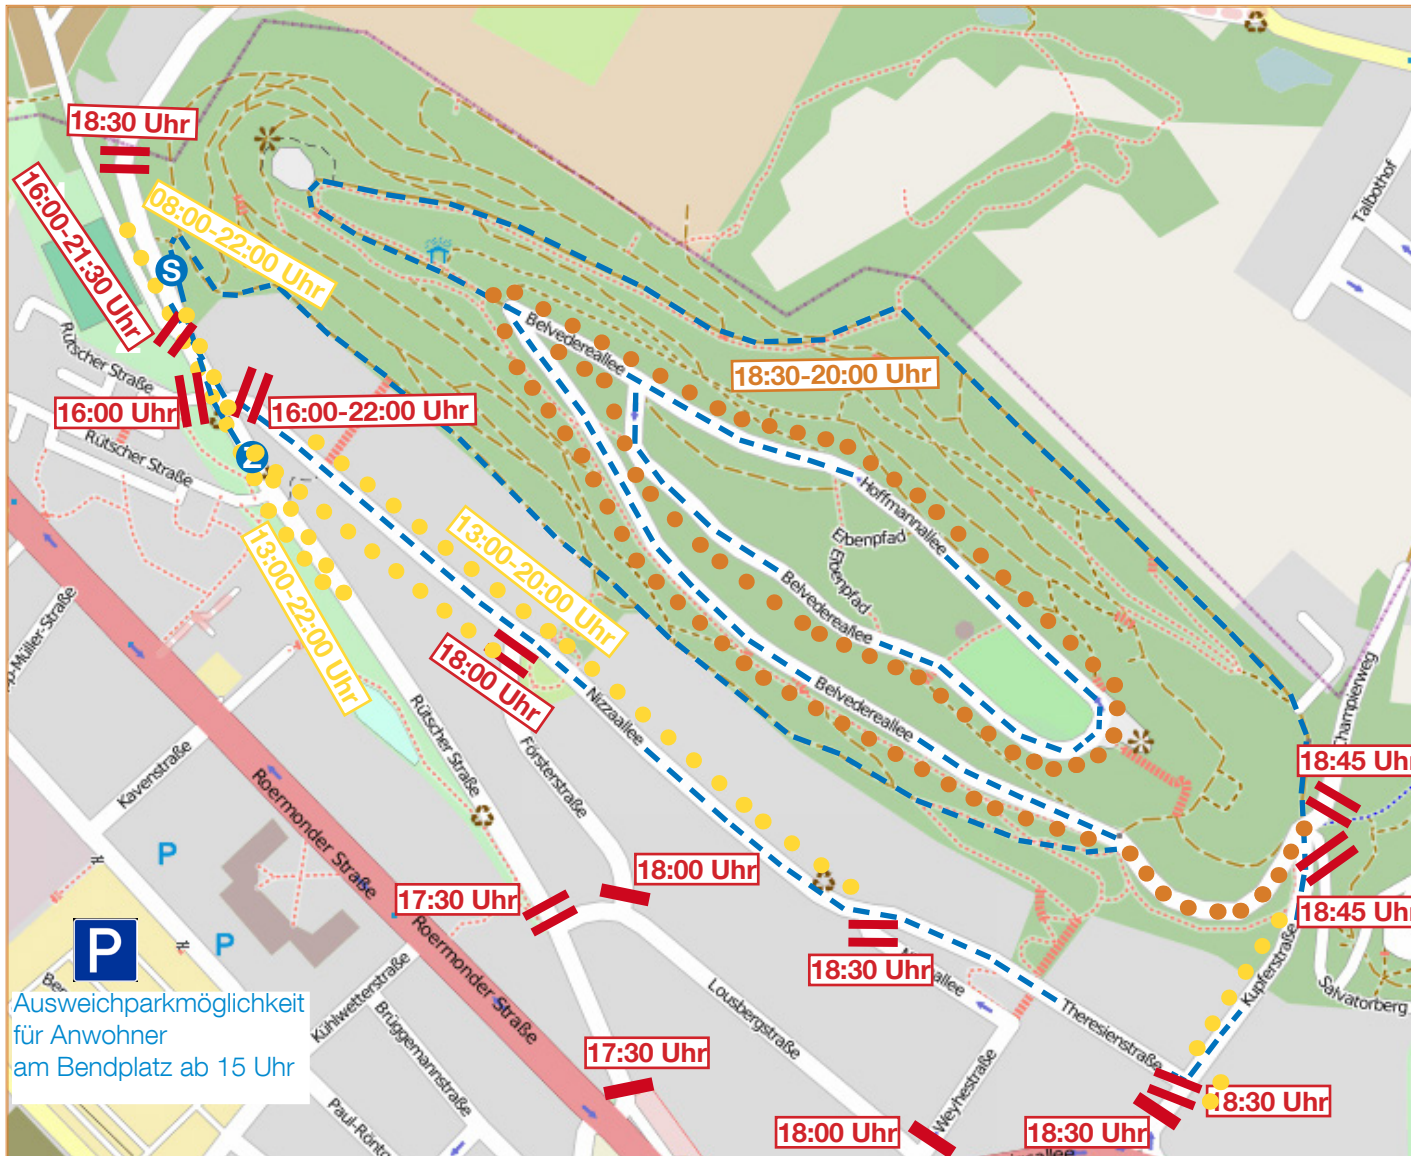 18:30 Uhr
16:00-21:30 Uhr
08:00-22:00 Uhr
S
Talbothof
Rütscher Straße
Belvedereallee
18:30-20:00 Uhr
16:00 Uhr
16:00-22:00 Uhr
Rütscher Straße
Z
Hoffmannallee
Erbenpfad
Erbenpfad
13:00-20:00 Uhr
13:00-22:00 Uhr
Belvedereallee
18:00 Uhr
Belvedereallee
Nizzaallee
Rütscher Straße
Försterstraße
Champierweg
Kavenstraße
Roermonder Straße
18:45 Uhr
P
18:00 Uhr
17:30 Uhr
18:45 Uhr
P
P
Roermonder Straße
18:30 Uhr
Kupferstraße
Salvatorberg
Lousbergstraße
Theresienstraße
Kühlwetterstraße
Brüggemannstraße
Ausweichparkmöglichkeit
für Anwohner
am Bendplatz ab 15 Uhr
17:30 Uhr
Weyhestraße
18:30 Uhr
18:00 Uhr
18:30 Uhr